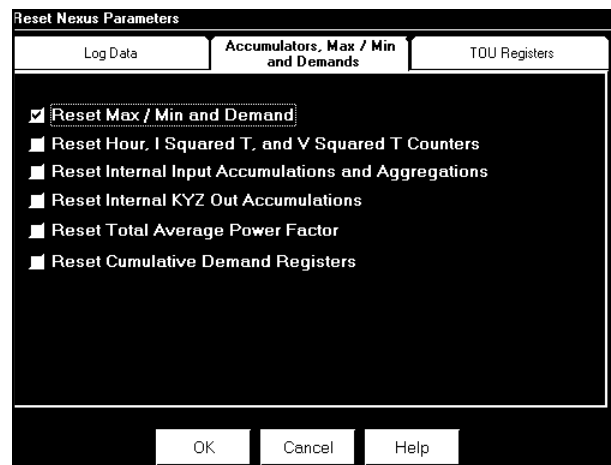 Reset Nexus Parameters
Log Data
Accumulators, Max / Min
and Demands
TOU Registers
Reset Max / Min and Demand
Reset Hour, I Squared T, and V Squared T Counters
Reset Internal Input Accumulations and Aggregations
Reset Internal KYZ Out Accumulations
Reset Total Average Power Factor
Reset Cumulative Demand Registers
OK
Cancel
Help